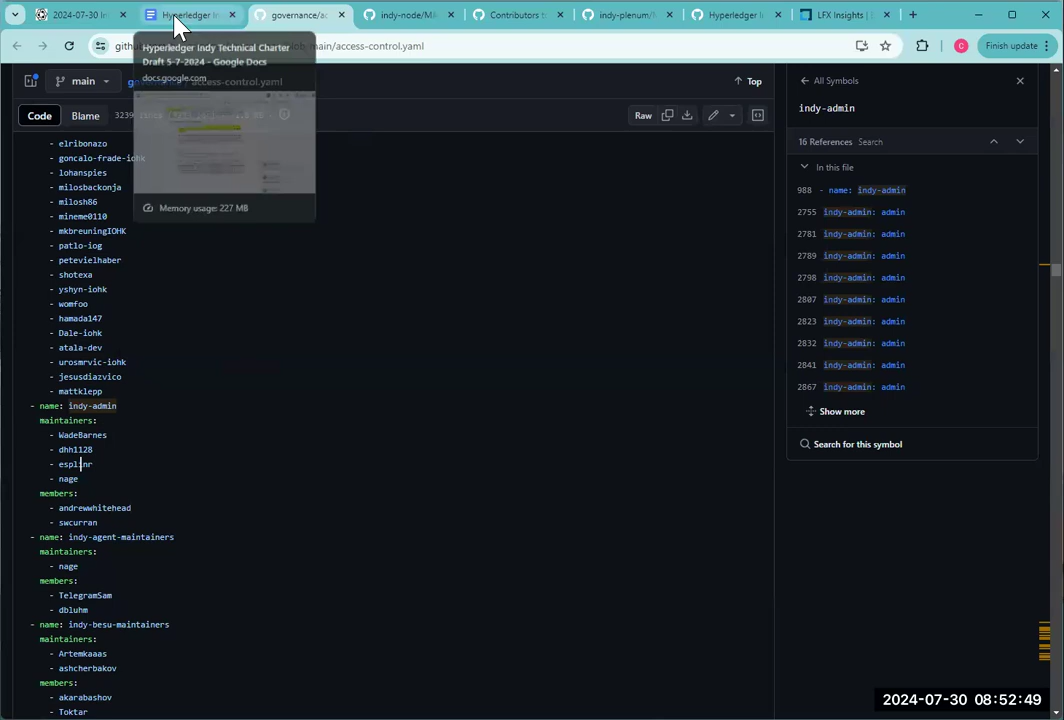 2024-07-30 In
Hyperledger In
governance/ac
indy-node/MA
Contributors to
indy-plenum/M
Hyperledger In
LFX Insights |
Finish update
github
main/access-control.yaml
Hyperledger Indy Technical Charter
Draft 5-7-2024 - Google Docs
docs.google.com
Memory usage: 227 MB
main
access-control.yaml
Top
Code
Blame
3239
Raw
- elribonazo
- goncalo-frade-iohk
- lohanspies
- milosbackonja
- milosh86
- mineme0110
- mkbreuningIOHK
- patlo-iog
- petevielhaber
- shotexa
- yshyn-iohk
- womfoo
- hamada147
- Dale-iohk
- atala-dev
- urosmrvic-iohk
- jesusdiazvico
- mattklepp
- name: indy-admin
maintainers:
- WadeBarnes
- dhh1128
- esplinr
- nage
members:
- andrewwhitehead
- swcurran
- name: indy-agent-maintainers
maintainers:
- nage
members:
- TelegramSam
- dbluhm
- name: indy-besu-maintainers
maintainers:
- Artemkaaas
- ashcherbakov
members:
- akarabashov
- Toktar
All Symbols
indy-admin
16 References Search
In this file
988 - name: indy-admin
2755 indy-admin: admin
2781 indy-admin: admin
2789 indy-admin: admin
2798 indy-admin: admin
2807 indy-admin: admin
2823 indy-admin: admin
2832 indy-admin: admin
2841 indy-admin: admin
2867 indy-admin: admin
Show more
Search for this symbol
2024-07-30 08:52:49